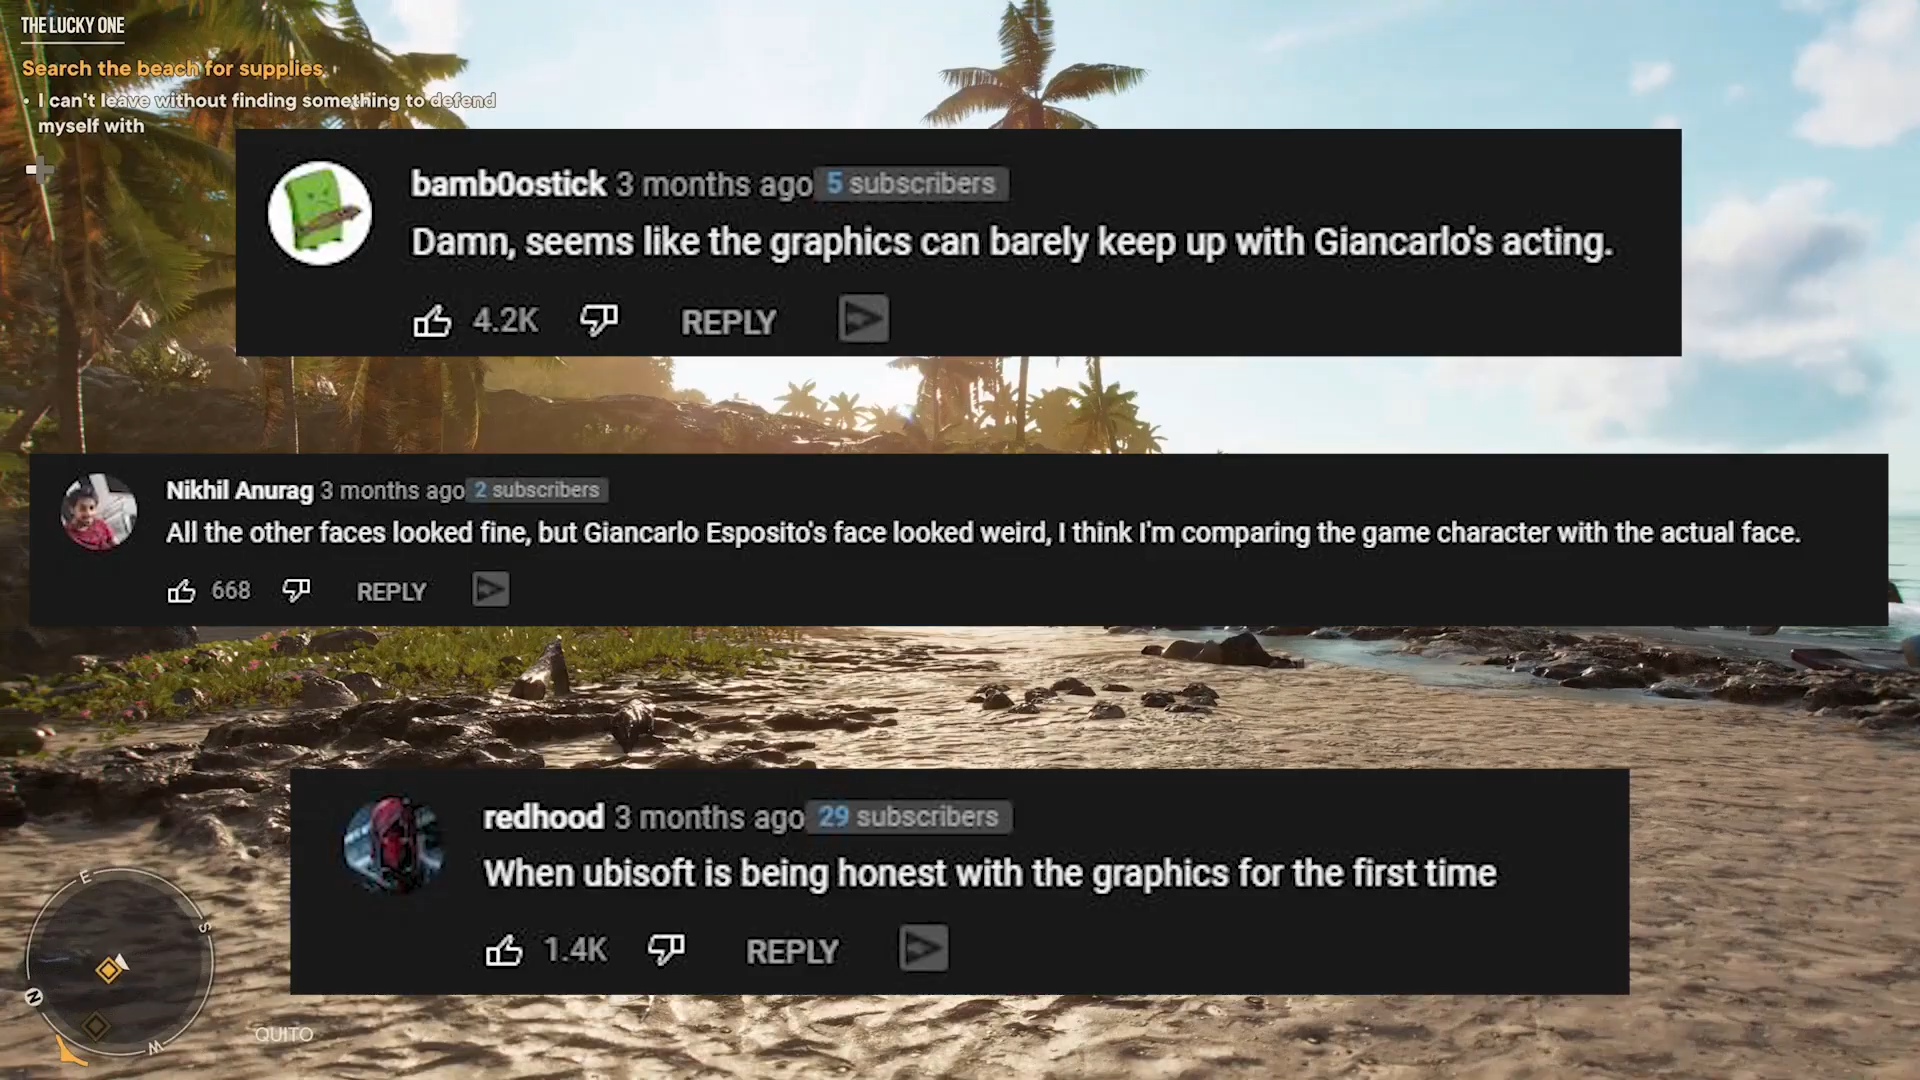 THE LUCKY ONE
Search the beach for supplies
• I can't leave without finding something to defend
myself with
bamb0ostick 3 months ago 5 subscribers
Damn, seems like the graphics can barely keep up with Giancarlo's acting.
4.2K REPLY
Nikhil Anurag 3 months ago 2 subscribers
All the other faces looked fine, but Giancarlo Esposito's face looked weird, I think I'm comparing the game character with the actual face.
668 REPLY
redhood 3 months ago 29 subscribers
When ubisoft is being honest with the graphics for the first time
1.4K REPLY
E
S
N
W
QUITO